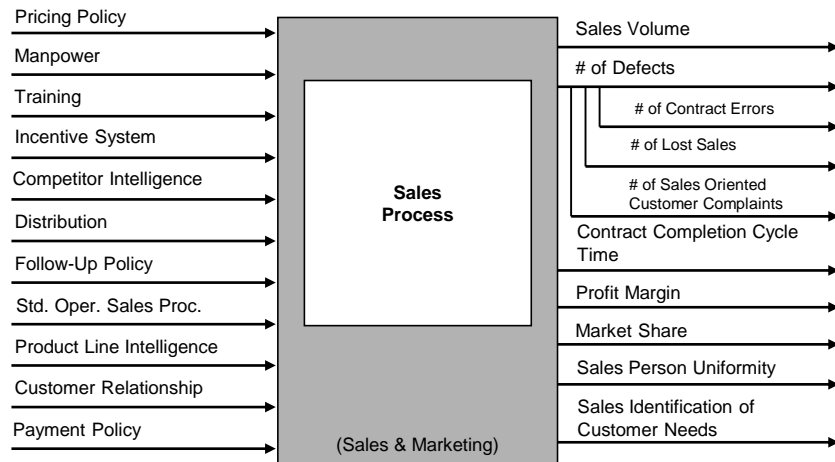 Pricing Policy
Manpower
Training
Incentive System
Competitor Intelligence
Distribution
Follow-Up Policy
Std. Oper. Sales Proc.
Product Line Intelligence
Customer Relationship
Payment Policy
Sales
Process
(Sales & Marketing)
Sales Volume
# of Defects
# of Contract Errors
# of Lost Sales
# of Sales Oriented
Customer Complaints
Contract Completion Cycle
Time
Profit Margin
Market Share
Sales Person Uniformity
Sales Identification of
Customer Needs